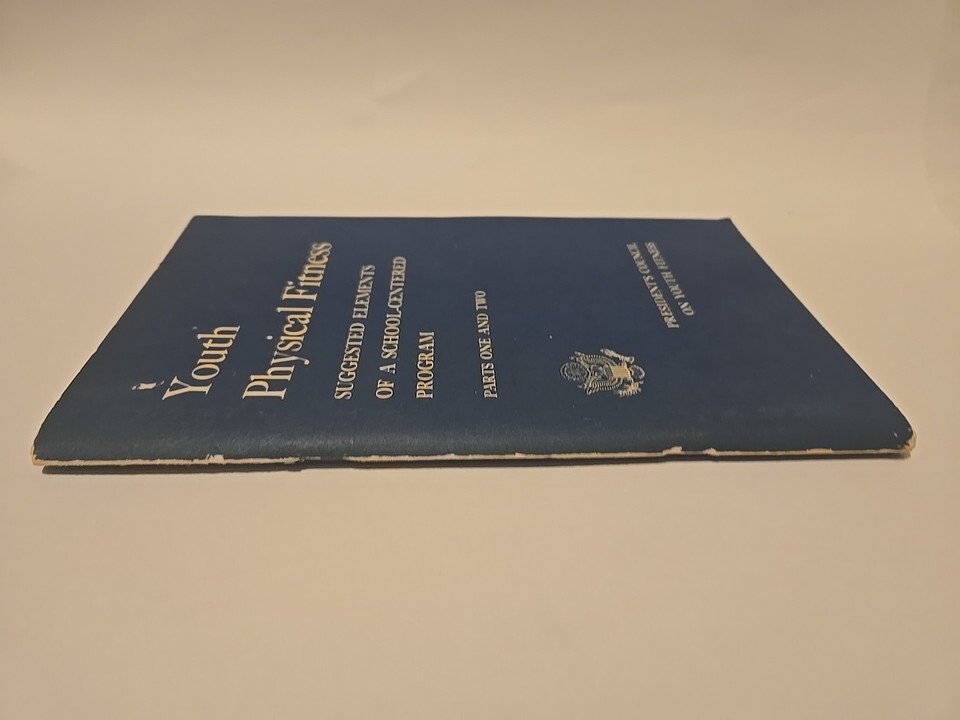 Youth
Physical Fitness
SUGGESTED ELEMENTS
OF A SCHOOL-CENTERED
PROGRAM
PARTS ONE AND TWO
PRESIDENT'S COUNCIL
ON YOUTH FITNESS